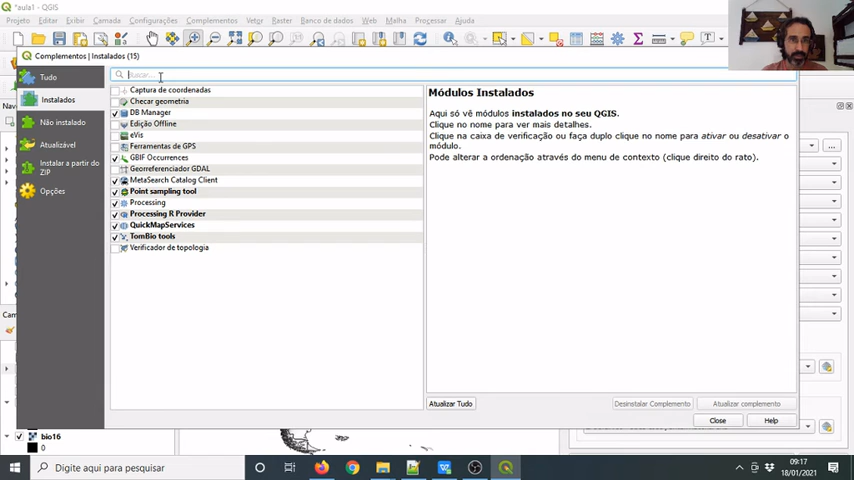 *aula1 - QGIS
Projeto Editar Exibir Camada Configurações Complementos Vetor Raster Banco de dados Web Malha Processar Ajuda
Complementos | Instalados (15)
Tudo
Instalados
Não instalado
Atualizável
Instalar a partir do ZIP
Opções
Buscar...
Captura de coordenadas
Checar geometria
DB Manager
Edição Offline
eVis
Ferramentas de GPS
GBIF Occurrences
Georreferenciador GDAL
MetaSearch Catalog Client
Point sampling tool
Processing
Processing R Provider
QuickMapServices
TomBio tools
Verificador de topologia
Módulos Instalados
Aqui só vê módulos instalados no seu QGIS.
Clique no nome para ver mais detalhes.
Clique na caixa de verificação ou faça duplo clique no nome para ativar ou desativar o
módulo.
Pode alterar a ordenação através do menu de contexto (clique direito do rato).
Atualizar Tudo
Desinstalar Complemento
Atualizar complemento
Close
Help
Cam
bio16
0
Digite aqui para pesquisar
09:17
18/01/2021